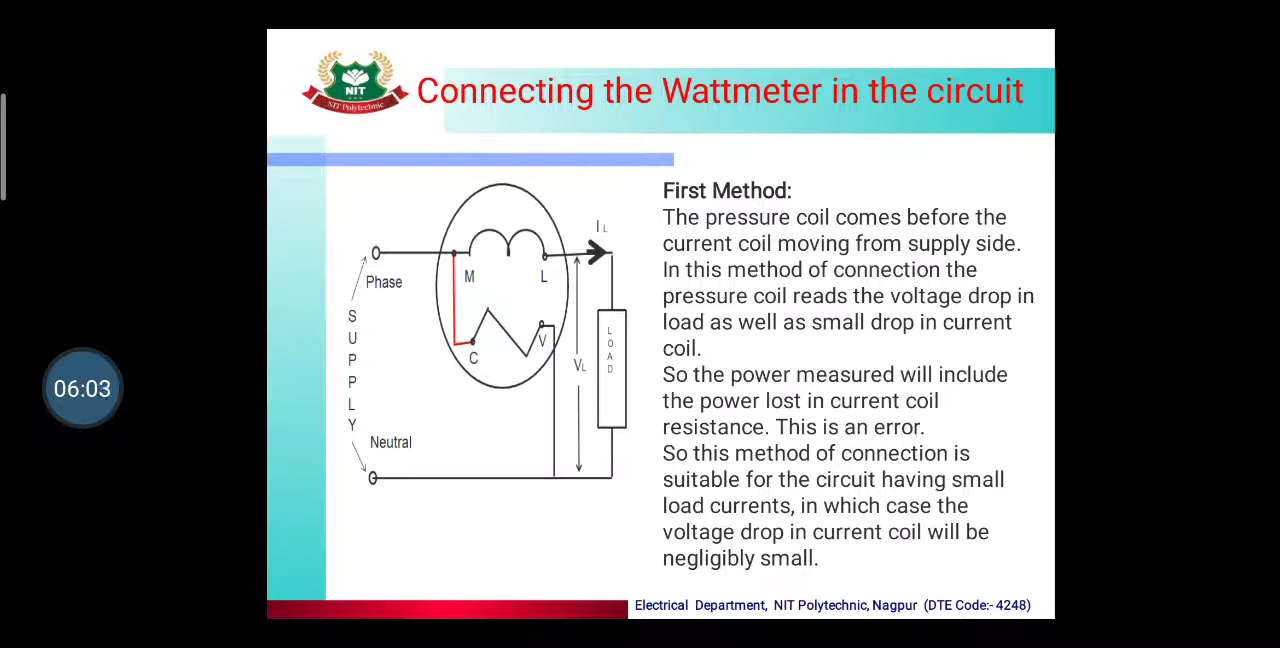 NIT
NIT Polytechnic
Connecting the Wattmeter in the circuit
First Method:
The pressure coil comes before the
current coil moving from supply side.
In this method of connection the
pressure coil reads the voltage drop in
load as well as small drop in current
coil.
So the power measured will include
the power lost in current coil
resistance. This is an error.
So this method of connection is
suitable for the circuit having small
load currents, in which case the
voltage drop in current coil will be
negligibly small.
IL
M
L
Phase
SUPPLY
C
V
VL
LOAD
Neutral
06:03
Electrical Department, NIT Polytechnic, Nagpur (DTE Code:- 4248)